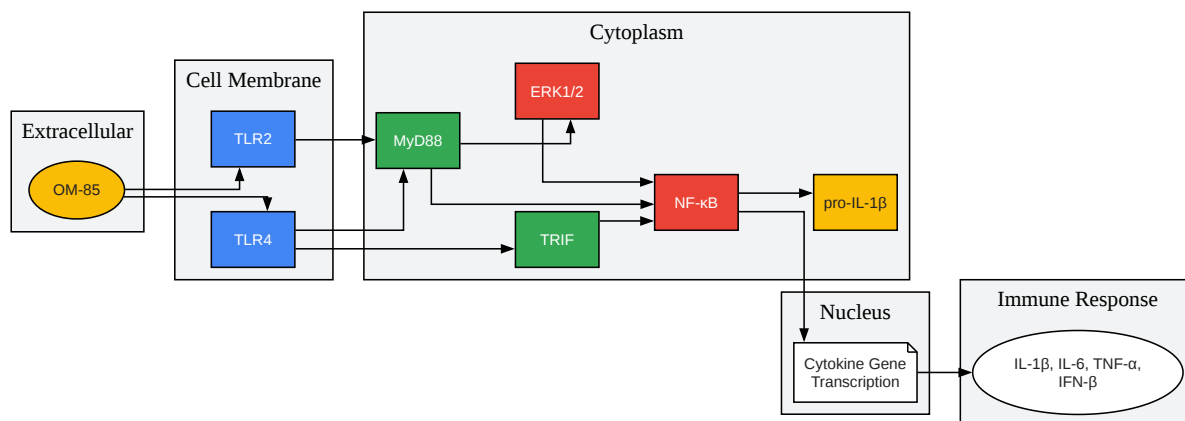 Extracellular
OM-85
Cell Membrane
TLR2
TLR4
Cytoplasm
ERK1/2
MyD88
NF-κB
pro-IL-1β
TRIF
Nucleus
Cytokine Gene
Transcription
Immune Response
IL-1β, IL-6, TNF-α,
IFN-β